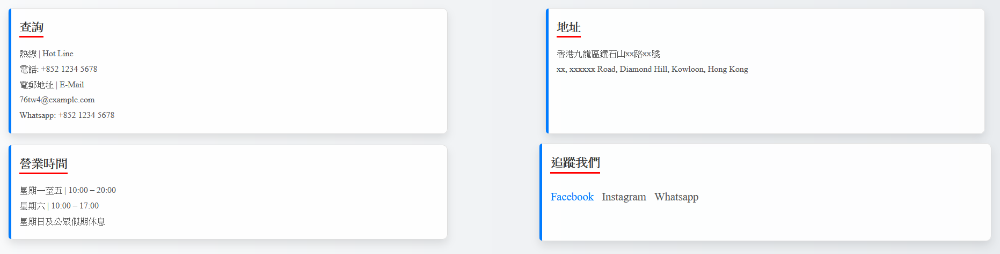 查詢
熱線 | Hot Line
電話: +852 1234 5678
電郵地址 | E-Mail
76tw4@example.com
Whatsapp: +852 1234 5678
地址
香港九龍區鑽石山xx路xx號
xx, xxxxxx Road, Diamond Hill, Kowloon, Hong Kong
營業時間
星期一至五 | 10:00 – 20:00
星期六 | 10:00 – 17:00
星期日及公眾假期休息
追蹤我們
Facebook Instagram Whatsapp